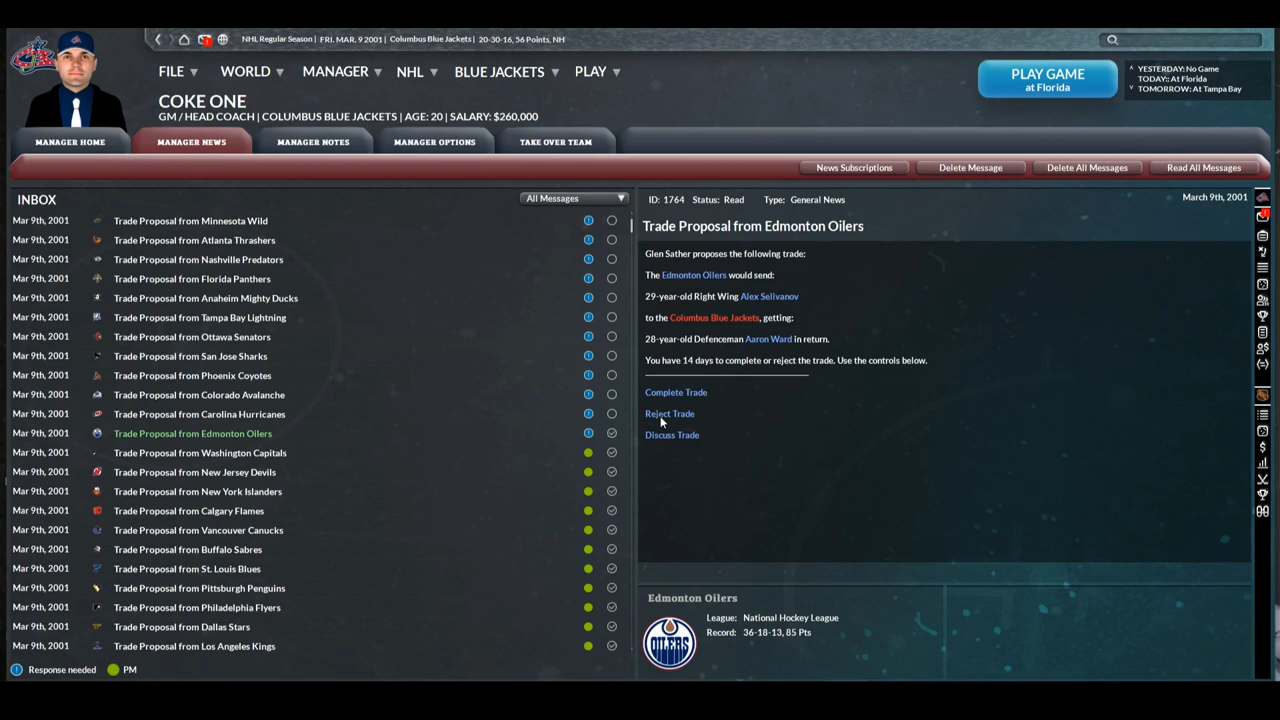 NHL Regular Season | FRI. MAR. 9 2001 | Columbus Blue Jackets | 20-30-16, 56 Points, NH
FILE WORLD MANAGER NHL BLUE JACKETS PLAY
PLAY GAME
at Florida
YESTERDAY: No Game
TODAY:: At Florida
TOMORROW: At Tampa Bay
COKE ONE
GM / HEAD COACH | COLUMBUS BLUE JACKETS | AGE: 20 | SALARY: $260,000
MANAGER HOME MANAGER NEWS MANAGER NOTES MANAGER OPTIONS TAKE OVER TEAM
News Subscriptions Delete Message Delete All Messages Read All Messages
INBOX All Messages
Mar 9th, 2001 Trade Proposal from Minnesota Wild
Mar 9th, 2001 Trade Proposal from Atlanta Thrashers
Mar 9th, 2001 Trade Proposal from Nashville Predators
Mar 9th, 2001 Trade Proposal from Florida Panthers
Mar 9th, 2001 Trade Proposal from Anaheim Mighty Ducks
Mar 9th, 2001 Trade Proposal from Tampa Bay Lightning
Mar 9th, 2001 Trade Proposal from Ottawa Senators
Mar 9th, 2001 Trade Proposal from San Jose Sharks
Mar 9th, 2001 Trade Proposal from Phoenix Coyotes
Mar 9th, 2001 Trade Proposal from Colorado Avalanche
Mar 9th, 2001 Trade Proposal from Carolina Hurricanes
Mar 9th, 2001 Trade Proposal from Edmonton Oilers
Mar 9th, 2001 Trade Proposal from Washington Capitals
Mar 9th, 2001 Trade Proposal from New Jersey Devils
Mar 9th, 2001 Trade Proposal from New York Islanders
Mar 9th, 2001 Trade Proposal from Calgary Flames
Mar 9th, 2001 Trade Proposal from Vancouver Canucks
Mar 9th, 2001 Trade Proposal from Buffalo Sabres
Mar 9th, 2001 Trade Proposal from St. Louis Blues
Mar 9th, 2001 Trade Proposal from Pittsburgh Penguins
Mar 9th, 2001 Trade Proposal from Philadelphia Flyers
Mar 9th, 2001 Trade Proposal from Dallas Stars
Mar 9th, 2001 Trade Proposal from Los Angeles Kings
Response needed PM
ID: 1764 Status: Read Type: General News March 9th, 2001
Trade Proposal from Edmonton Oilers
Glen Sather proposes the following trade:
The Edmonton Oilers would send:
29-year-old Right Wing Alex Selivanov
to the Columbus Blue Jackets, getting:
28-year-old Defenceman Aaron Ward in return.
You have 14 days to complete or reject the trade. Use the controls below.
Complete Trade
Reject Trade
Discuss Trade
Edmonton Oilers
League: National Hockey League
Record: 36-18-13, 85 Pts
OILERS